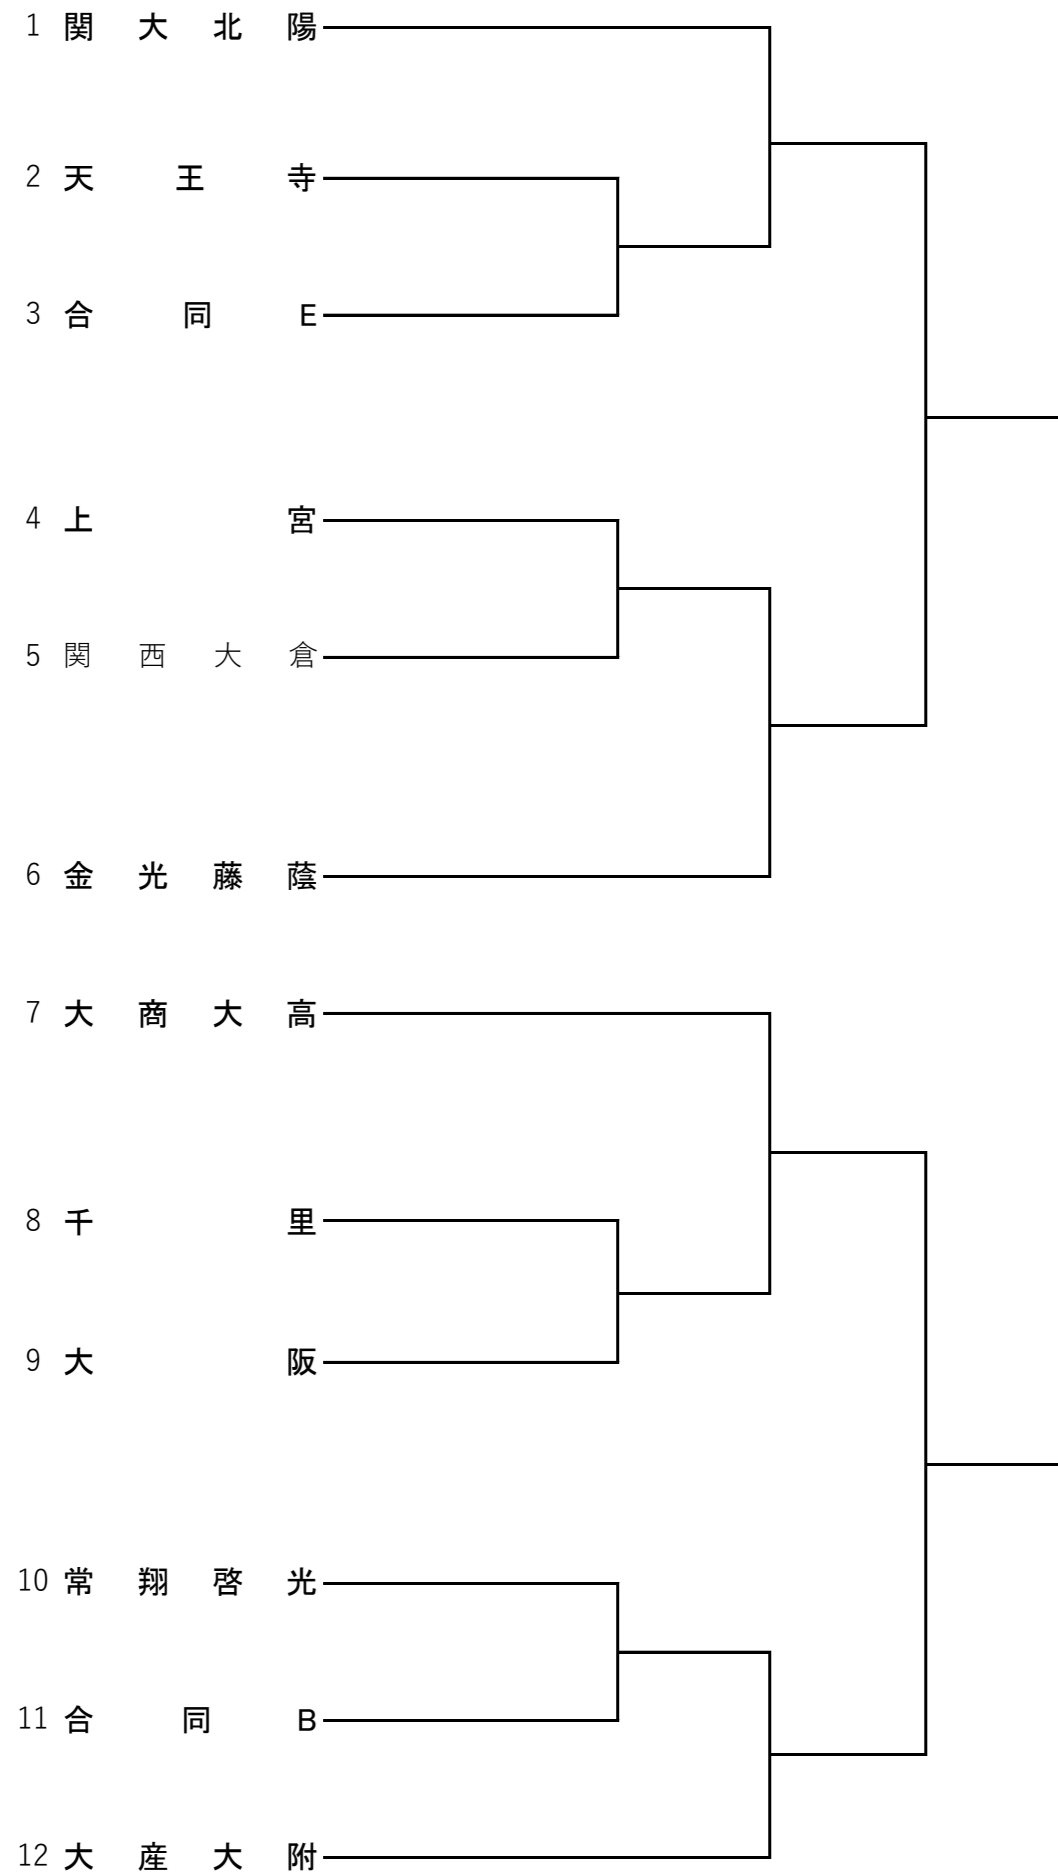 1 関大北陽
2 天王寺
3 合同E
4 上宮
5 関西大倉
6 金光藤蔭
7 大商大高
8 千里
9 大阪
10 常翔啓光
11 合同B
12 大産大附